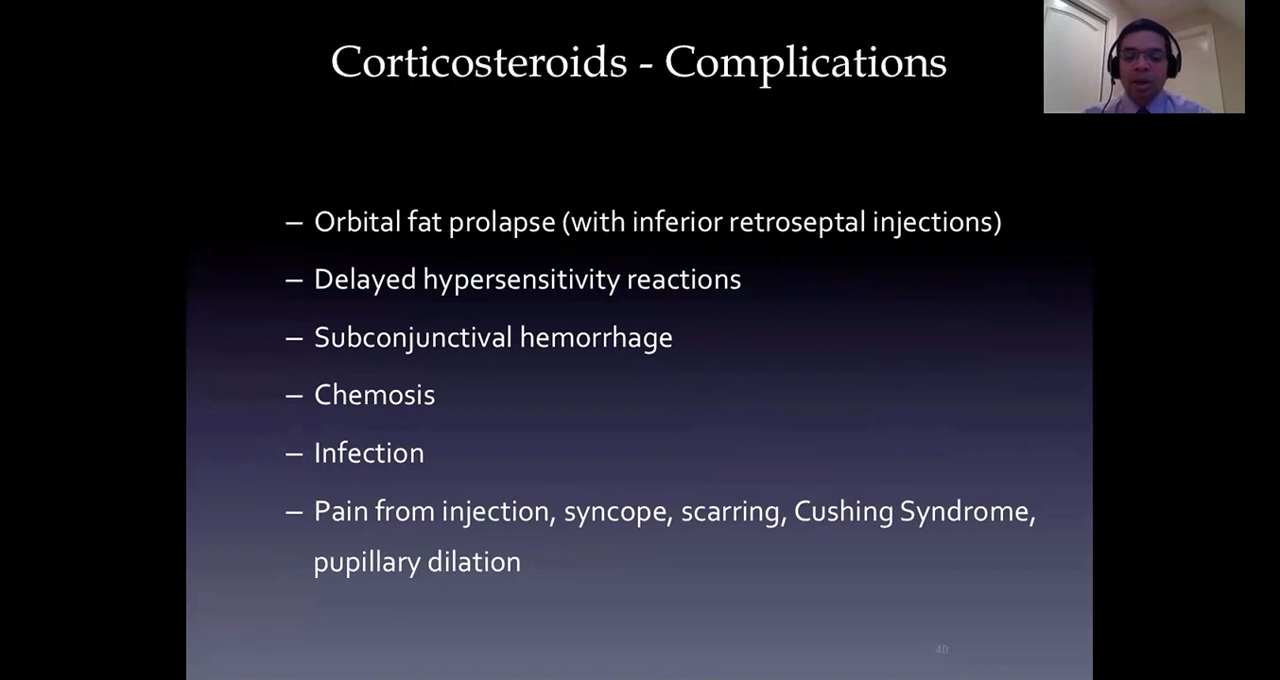 Corticosteroids - Complications
– Orbital fat prolapse (with inferior retroseptal injections)
– Delayed hypersensitivity reactions
– Subconjunctival hemorrhage
– Chemosis
– Infection
– Pain from injection, syncope, scarring, Cushing Syndrome,
pupillary dilation
40